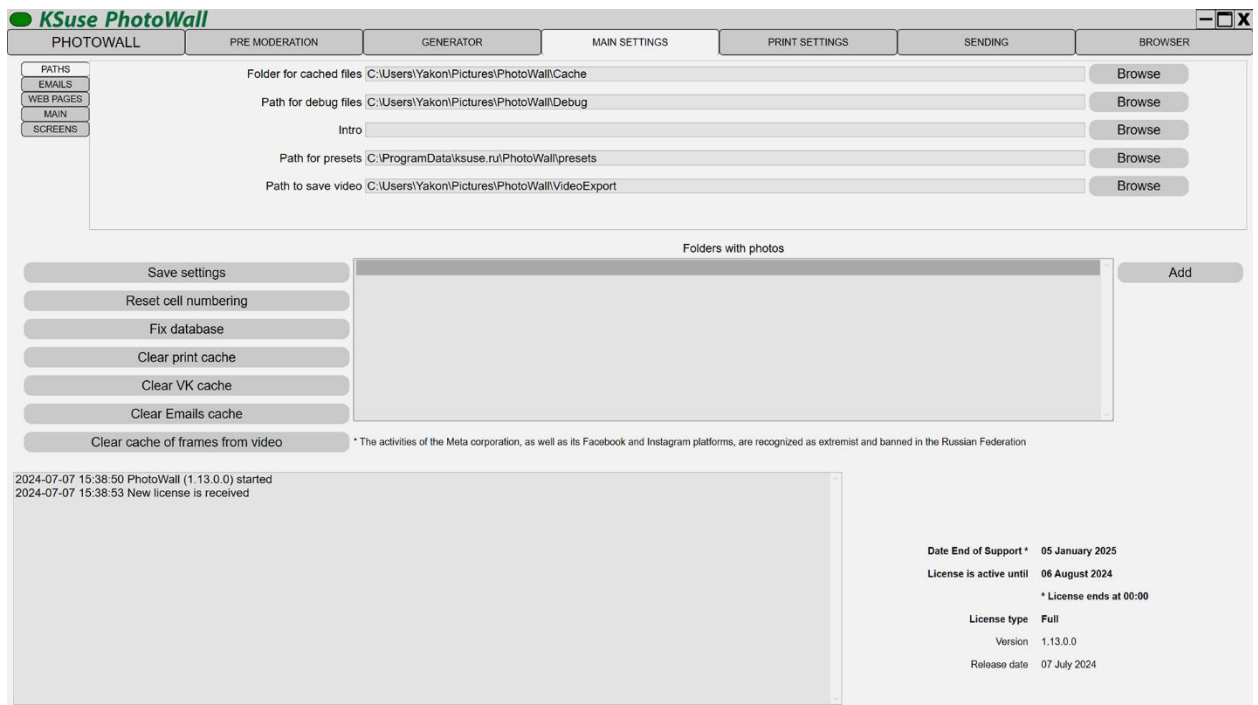 KSuse PhotoWall
PHOTOWALL PRE MODERATION GENERATOR MAIN SETTINGS PRINT SETTINGS SENDING BROWSER
PATHS
EMAILS
WEB PAGES
MAIN
SCREENS
Folder for cached files C:\Users\Yakon\Pictures\PhotoWall\Cache Browse
Path for debug files C:\Users\Yakon\Pictures\PhotoWall\Debug Browse
Intro Browse
Path for presets C:\ProgramData\ksuse.ru\PhotoWall\presets Browse
Path to save video C:\Users\Yakon\Pictures\PhotoWall\VideoExport Browse
Folders with photos
Save settings
Add
Reset cell numbering
Fix database
Clear print cache
Clear VK cache
Clear Emails cache
Clear cache of frames from video
* The activities of the Meta corporation, as well as its Facebook and Instagram platforms, are recognized as extremist and banned in the Russian Federation
2024-07-07 15:38:50 PhotoWall (1.13.0.0) started
2024-07-07 15:38:53 New license is received
Date End of Support * 05 January 2025
License is active until 06 August 2024
* License ends at 00:00
License type Full
Version 1.13.0.0
Release date 07 July 2024